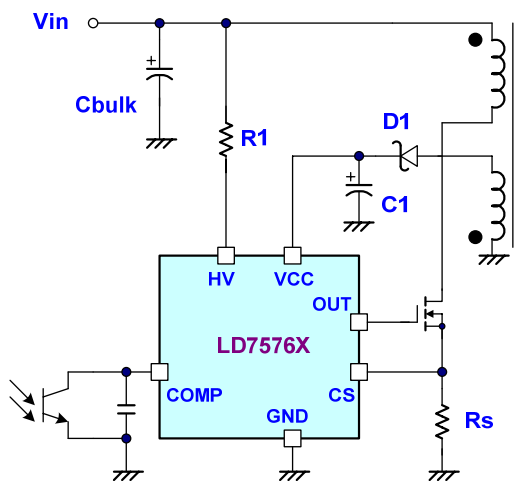 Vin
+
Cbulk
R1
D1
+
C1
HV
VCC
OUT
LD7576X
COMP
CS
GND
Rs